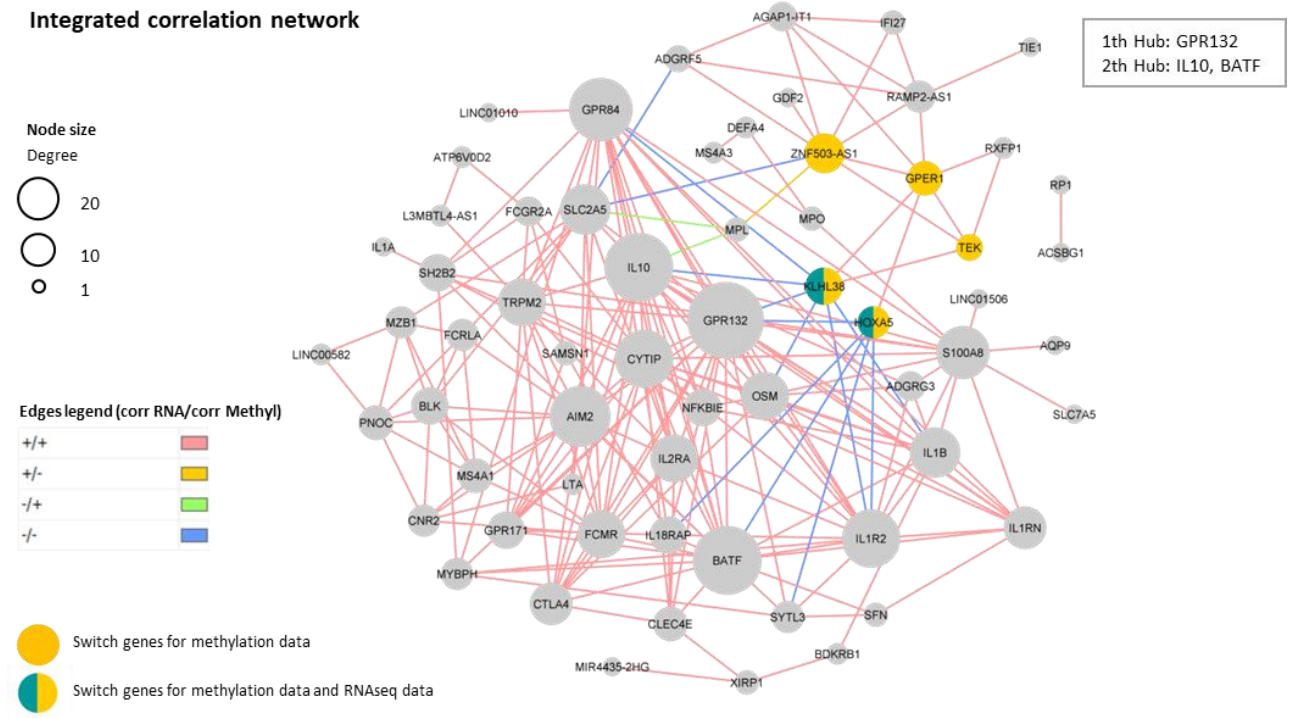 Integrated correlation network
1th Hub: GPR132
2th Hub: IL10, BATF
Node size
Degree
20
10
1
Edges legend (corr RNA/corr Methyl)
+/+
+/-
-/+
-/-
Switch genes for methylation data
Switch genes for methylation data and RNAseq data
AGAP1-IT1
IFI27
TIE1
ADGRF5
GDF2
RAMP2-AS1
GPR84
LINC01010
DEFA4
MS4A3
ZNF503-AS1
RXFP1
ATP6V0D2
GPER1
RP1
L3MBTL4-AS1
FCGR2A
SLC2A5
MPL
MPO
IL1A
TEK
ACSBG1
SH2B2
IL10
KLHL38
TRPM2
LINC01506
MZB1
FCRLA
GPR132
HOXA5
LINC00582
SAMSN1
CYTIP
S100A8
AQP9
ADGRG3
PNOC
BLK
AIM2
NFKBIE
OSM
SLC7A5
IL2RA
IL1B
MS4A1
LTA
CNR2
GPR171
FCMR
IL18RAP
IL1R2
IL1RN
BATF
MYBPH
CTLA4
CLEC4E
SYTL3
SFN
BDKRB1
MIR4435-2HG
XIRP1